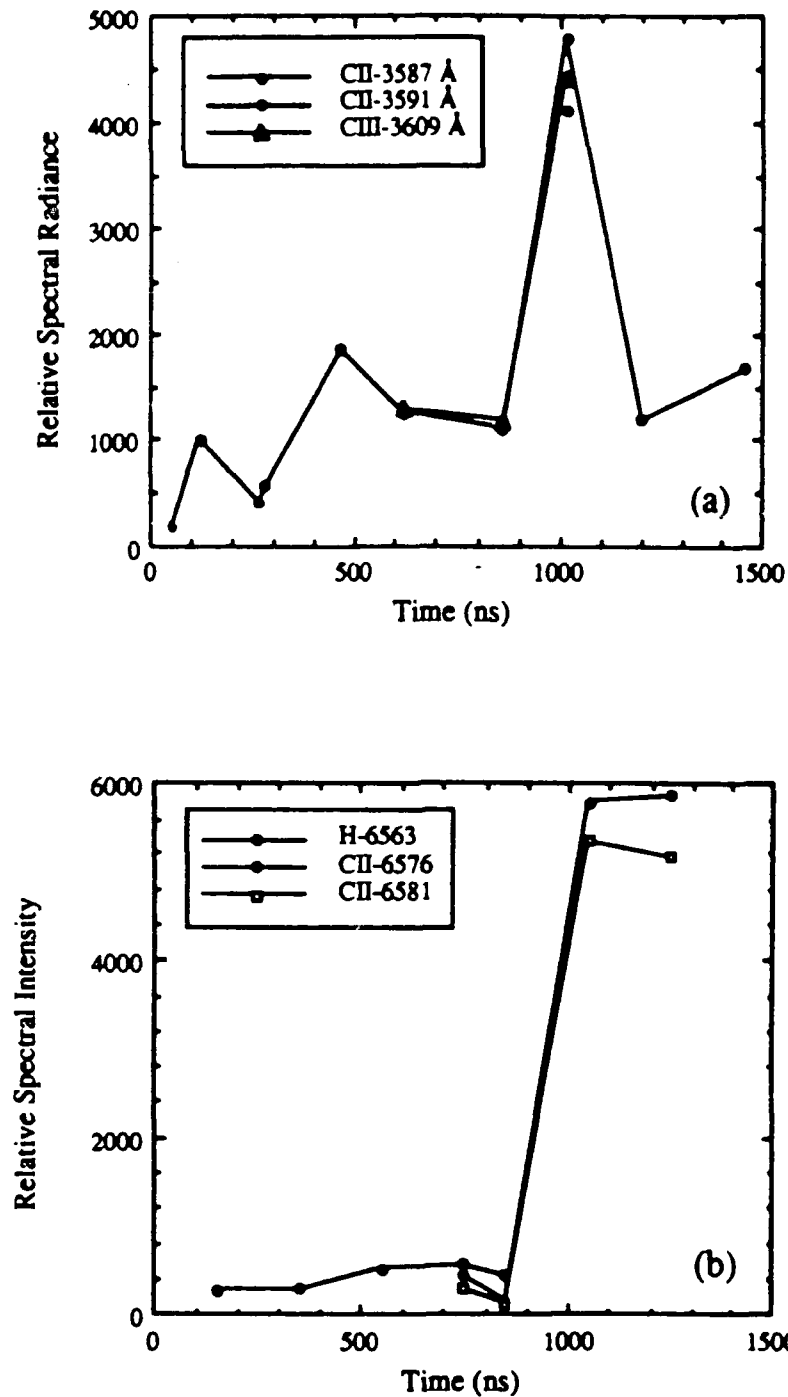 5000
4000
3000
2000
1000
0
Relative Spectral Radiance
CII-3587 Å
CII-3591 Å
CIII-3609 Å
(a)
0
500
1000
1500
Time (ns)
6000
4000
2000
0
Relative Spectral Intensity
H-6563
CII-6576
CII-6581
(b)
0
500
1000
Time (ns)